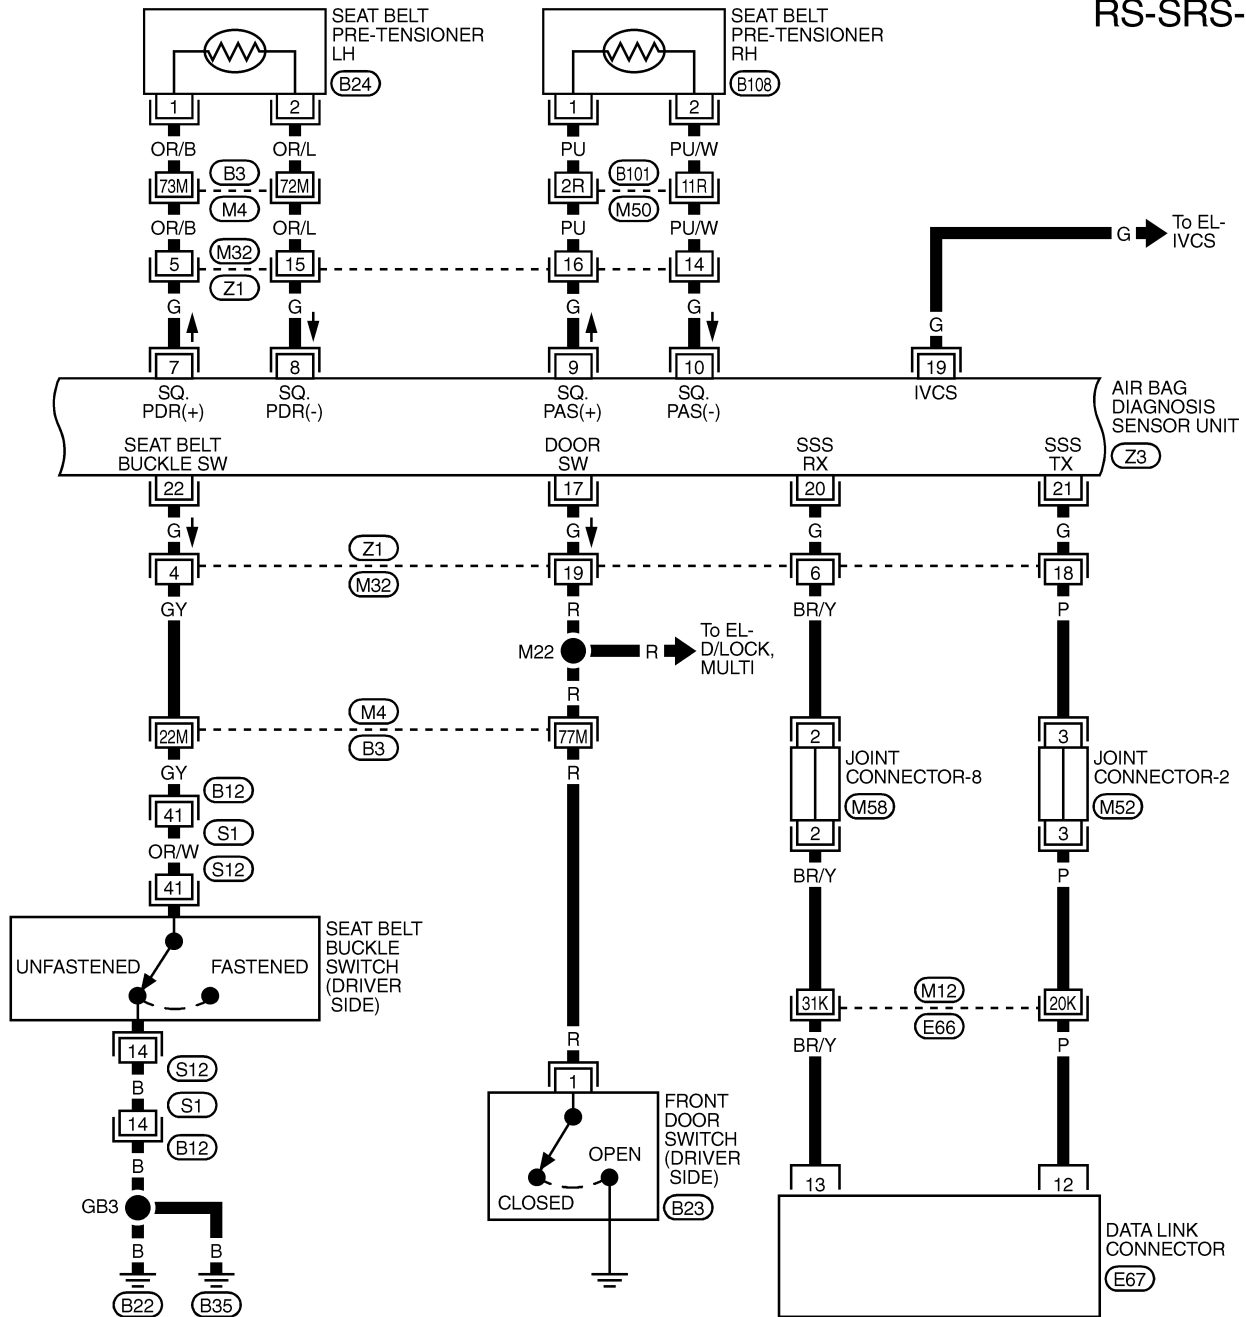 RS-SRS-
SEAT BELT
PRE-TENSIONER
LH
B24
SEAT BELT
PRE-TENSIONER
RH
B108
1
2
1
2
OR/B
OR/L
PU
PU/W
73M
B3
72M
2R
B101
11R
M4
M50
OR/B
OR/L
PU
PU/W
5
M32
15
16
14
Z1
G
G
G
G
G
To EL-
IVCS
G
7
8
9
10
19
SQ.
PDR(+)
SQ.
PDR(-)
SQ.
PAS(+)
SQ.
PAS(-)
IVCS
AIR BAG
DIAGNOSIS
SENSOR UNIT
Z3
SEAT BELT
BUCKLE SW
DOOR
SW
SSS
RX
SSS
TX
22
17
20
21
G
G
G
G
4
Z1
M32
19
6
18
GY
R
BR/Y
P
M22
R
To EL-
D/LOCK,
MULTI
R
22M
M4
B3
77M
2
3
GY
R
JOINT
CONNECTOR-8
M58
JOINT
CONNECTOR-2
M52
B12
41
S1
2
3
OR/W
S12
41
BR/Y
P
SEAT BELT
BUCKLE
SWITCH
(DRIVER
SIDE)
UNFASTENED
FASTENED
31K
M12
E66
20K
R
BR/Y
P
14
S12
B
S1
14
B12
B
1
FRONT
DOOR
SWITCH
(DRIVER
SIDE)
B23
OPEN
CLOSED
13
12
GB3
B
B
B22
B35
DATA LINK
CONNECTOR
E67